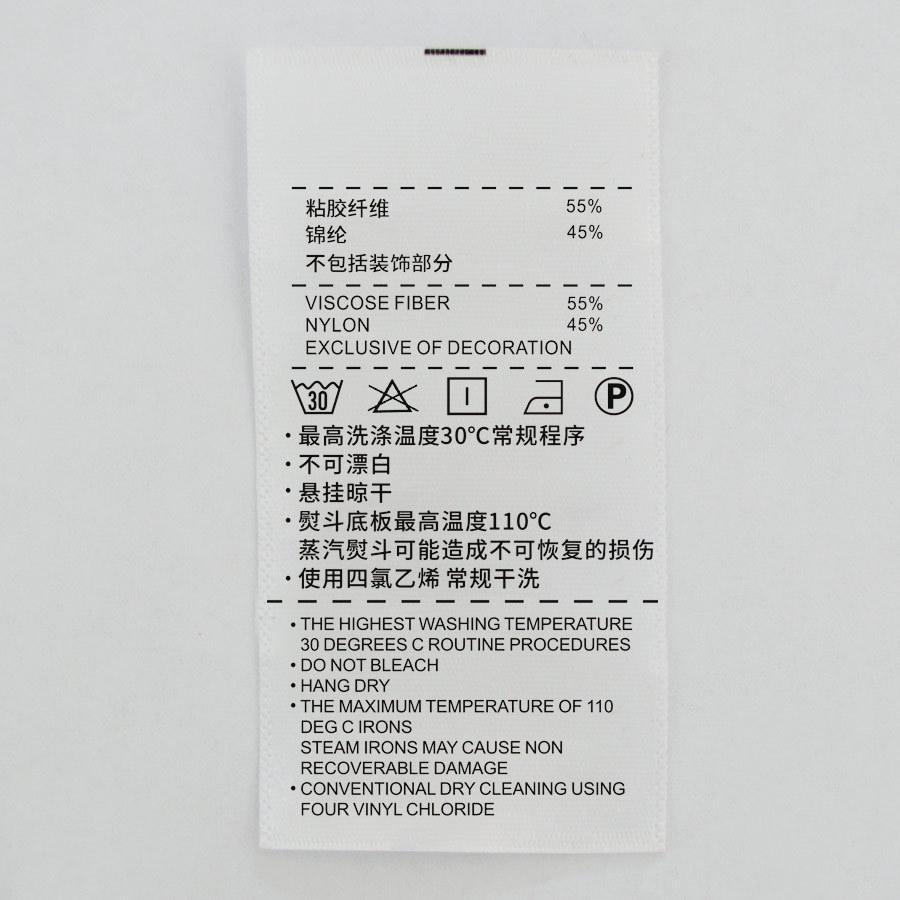 粘胶纤维 55%
锦纶 45%
不包括装饰部分
VISCOSE FIBER 55%
NYLON 45%
EXCLUSIVE OF DECORATION
30 P
·最高洗涤温度30℃常规程序
·不可漂白
·悬挂晾干
·熨斗底板最高温度110℃
蒸汽熨斗可能造成不可恢复的损伤
·使用四氯乙烯 常规干洗
• THE HIGHEST WASHING TEMPERATURE
30 DEGREES C ROUTINE PROCEDURES
• DO NOT BLEACH
• HANG DRY
• THE MAXIMUM TEMPERATURE OF 110
DEG C IRONS
STEAM IRONS MAY CAUSE NON
RECOVERABLE DAMAGE
• CONVENTIONAL DRY CLEANING USING
FOUR VINYL CHLORIDE